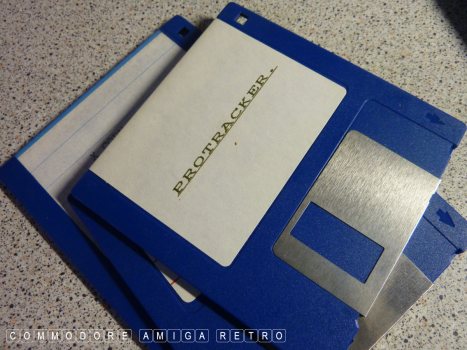 PROTRACKER.
COMMODORE AMIGA RETRO